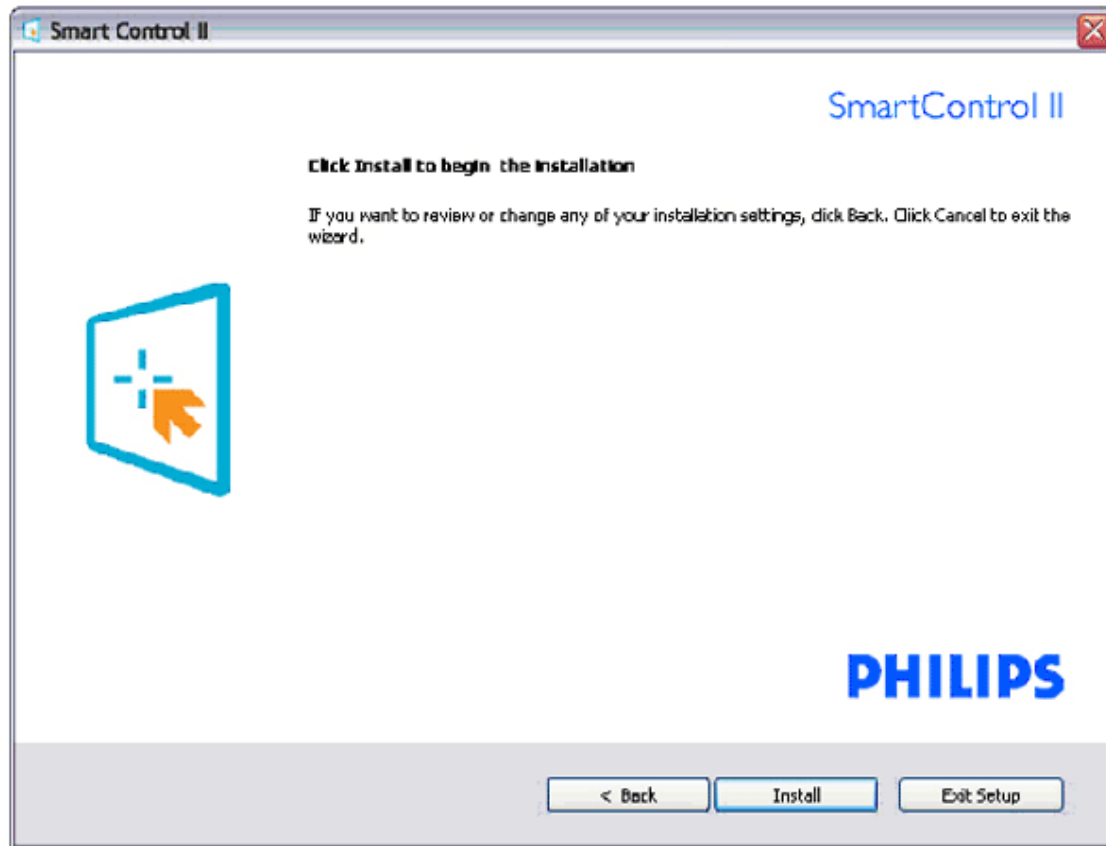 Smart Control II
SmartControl II
Click Install to begin the installation
If you want to review or change any of your installation settings, click Back. Click Cancel to exit the
wizard.
PHILIPS
< Back
Install
Exit Setup